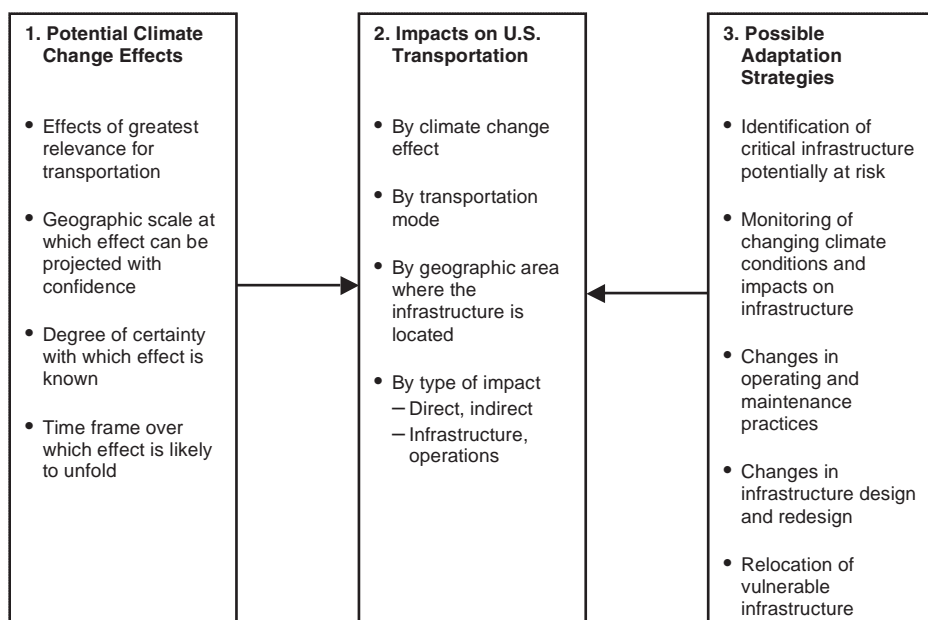 1. Potential Climate
Change Effects
• Effects of greatest
relevance for
transportation
• Geographic scale at
which effect can be
projected with
confidence
• Degree of certainty
with which effect is
known
• Time frame over
which effect is likely
to unfold
2. Impacts on U.S.
Transportation
• By climate change
effect
• By transportation
mode
• By geographic area
where the
infrastructure is
located
• By type of impact
– Direct, indirect
– Infrastructure,
operations
3. Possible
Adaptation
Strategies
• Identification of
critical infrastructure
potentially at risk
• Monitoring of
changing climate
conditions and
impacts on
infrastructure
• Changes in
operating and
maintenance
practices
• Changes in
infrastructure design
and redesign
• Relocation of
vulnerable
infrastructure